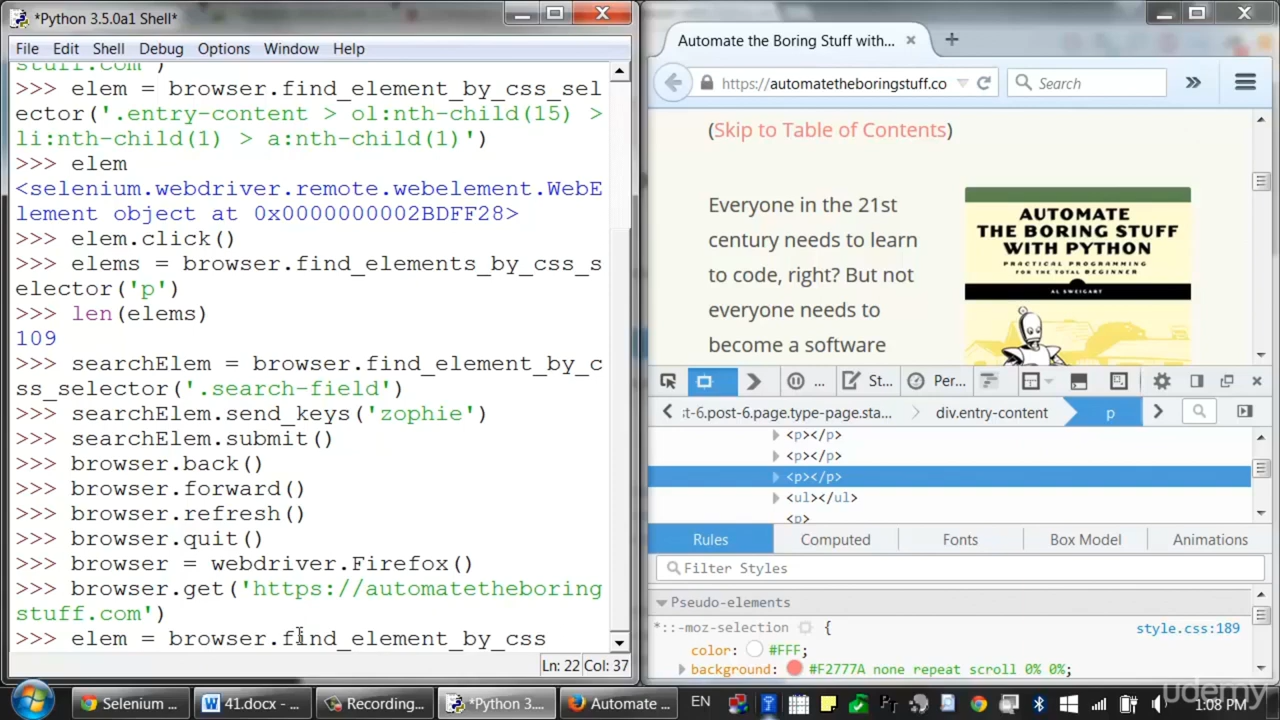 *Python 3.5.0a1 Shell*
File Edit Shell Debug Options Window Help
stuff.com')
>>> elem = browser.find_element_by_css_sel
ector('.entry-content > ol:nth-child(15) >
li:nth-child(1) > a:nth-child(1)')
>>> elem
<selenium.webdriver.remote.webelement.WebE
lement object at 0x0000000002BDFF28>
>>> elem.click()
>>> elems = browser.find_elements_by_css_s
elector('p')
>>> len(elems)
109
>>> searchElem = browser.find_element_by_c
ss_selector('.search-field')
>>> searchElem.send_keys('zophie')
>>> searchElem.submit()
>>> browser.back()
>>> browser.forward()
>>> browser.refresh()
>>> browser.quit()
>>> browser = webdriver.Firefox()
>>> browser.get('https://automatetheboring
stuff.com')
>>> elem = browser.find_element_by_css
Ln: 22 Col: 37
Automate the Boring Stuff with...
https://automatetheboringstuff.co
Search
(Skip to Table of Contents)
Everyone in the 21st
century needs to learn
to code, right? But not
everyone needs to
become a software
AUTOMATE
THE BORING STUFF
WITH PYTHON
PRACTICAL PROGRAMMING
FOR THE TOTAL BEGINNER
AL SWEIGART
... St... Per...
st-6.post-6.page.type-page.sta... div.entry-content p
<p></p>
<p></p>
<p></p>
<ul></ul>
<p>
Rules Computed Fonts Box Model Animations
Filter Styles
Pseudo-elements
*::-moz-selection { style.css:189
color: #FFF;
background: #F2777A none repeat scroll 0% 0%;
Selenium ... 41.docx - ... Recording... *Python 3.... Automate ... EN 1:08 PM
udemy